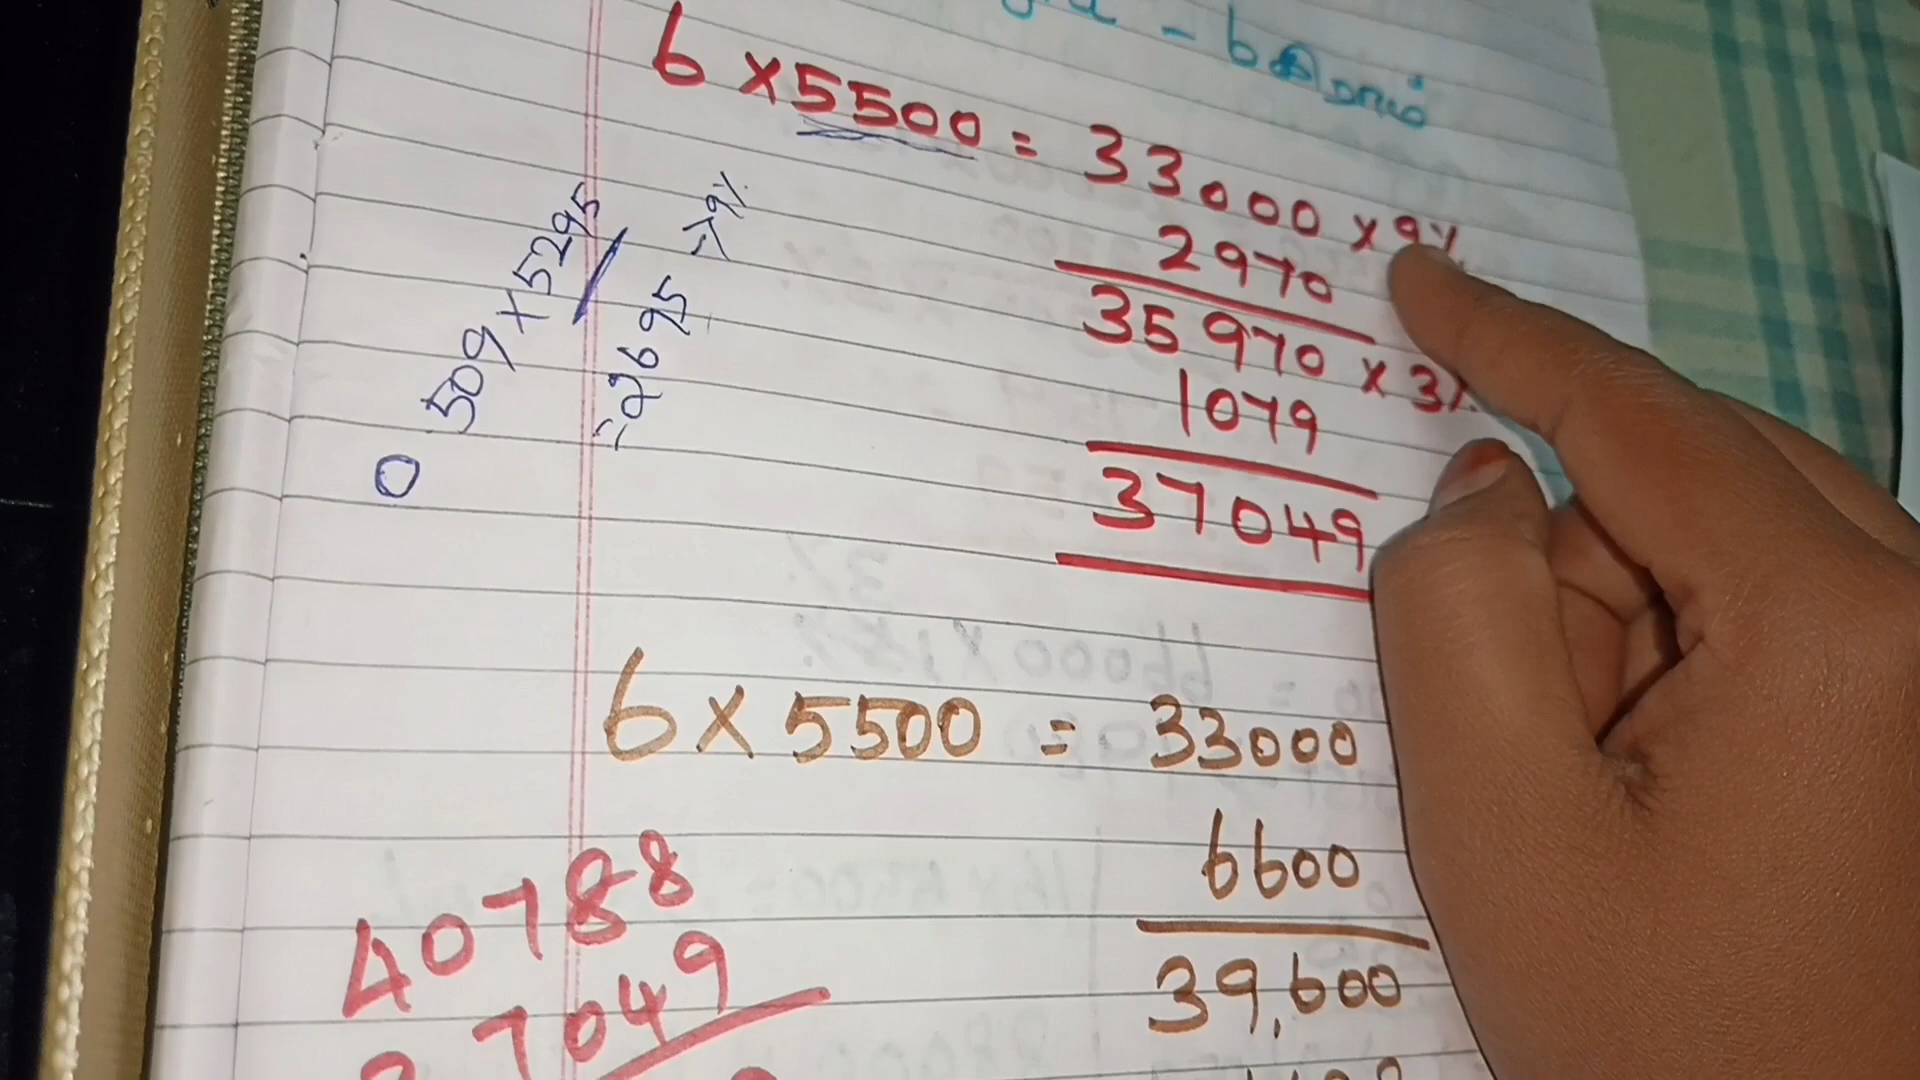 - 6 கிராம்
6 × 5500 = 33000 × 9%
2970
35970 × 3%
1079
37049
509 × 5295
=) 2695 → 9%
0
6 × 5500 = 33000
6600
39,600
40788
7049